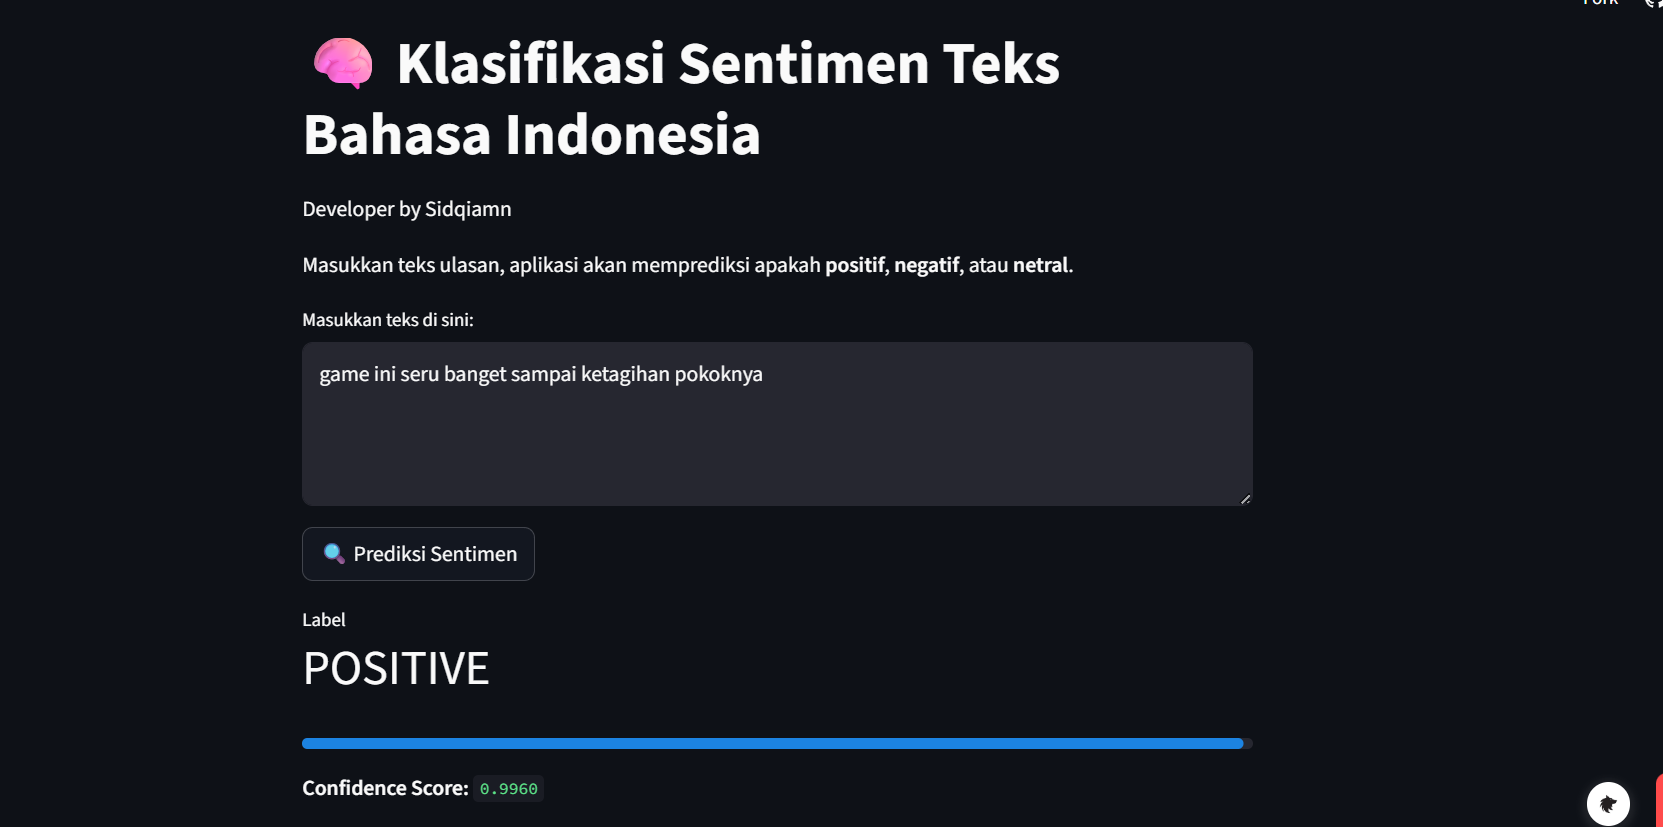 Fork
Klasifikasi Sentimen Teks
Bahasa Indonesia
Developer by Sidqiamn
Masukkan teks ulasan, aplikasi akan memprediksi apakah positif, negatif, atau netral.
Masukkan teks di sini:
game ini seru banget sampai ketagihan pokoknya
Prediksi Sentimen
Label
POSITIVE
Confidence Score: 0.9960